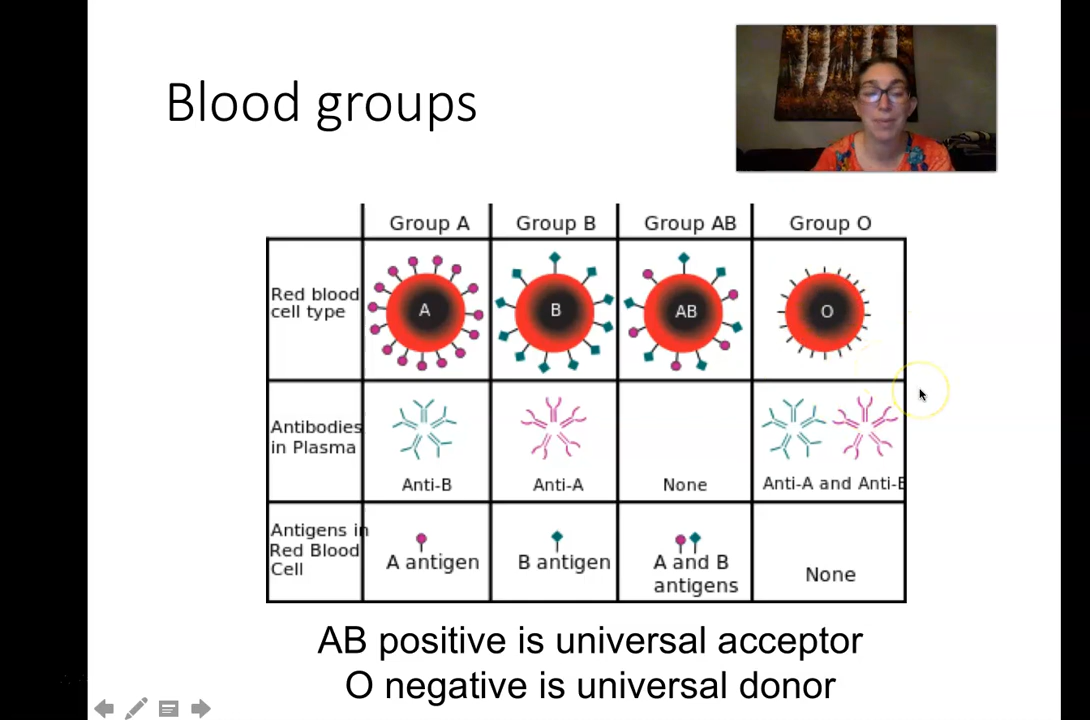 Blood groups
Group A Group B Group AB Group O
Red blood
cell type
A B AB O
Antibodies
in Plasma
Anti-B Anti-A None Anti-A and Anti-B
Antigens in
Red Blood
Cell
A antigen B antigen A and B
antigens
None
AB positive is universal acceptor
O negative is universal donor